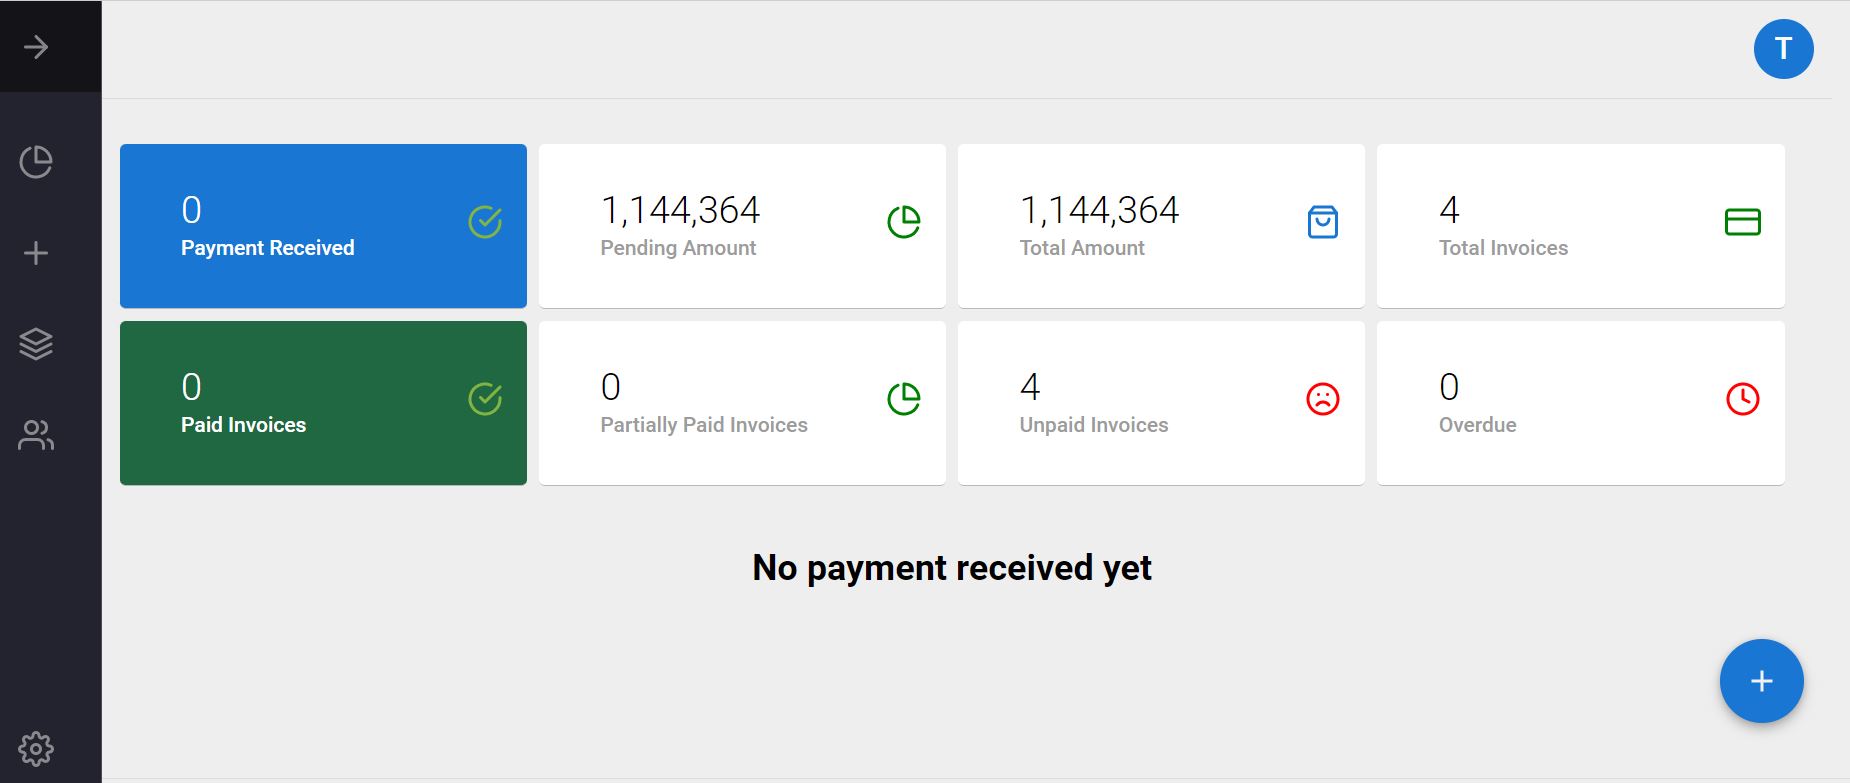 T
0
Payment Received
1,144,364
Pending Amount
1,144,364
Total Amount
4
Total Invoices
0
Paid Invoices
0
Partially Paid Invoices
4
Unpaid Invoices
0
Overdue
No payment received yet